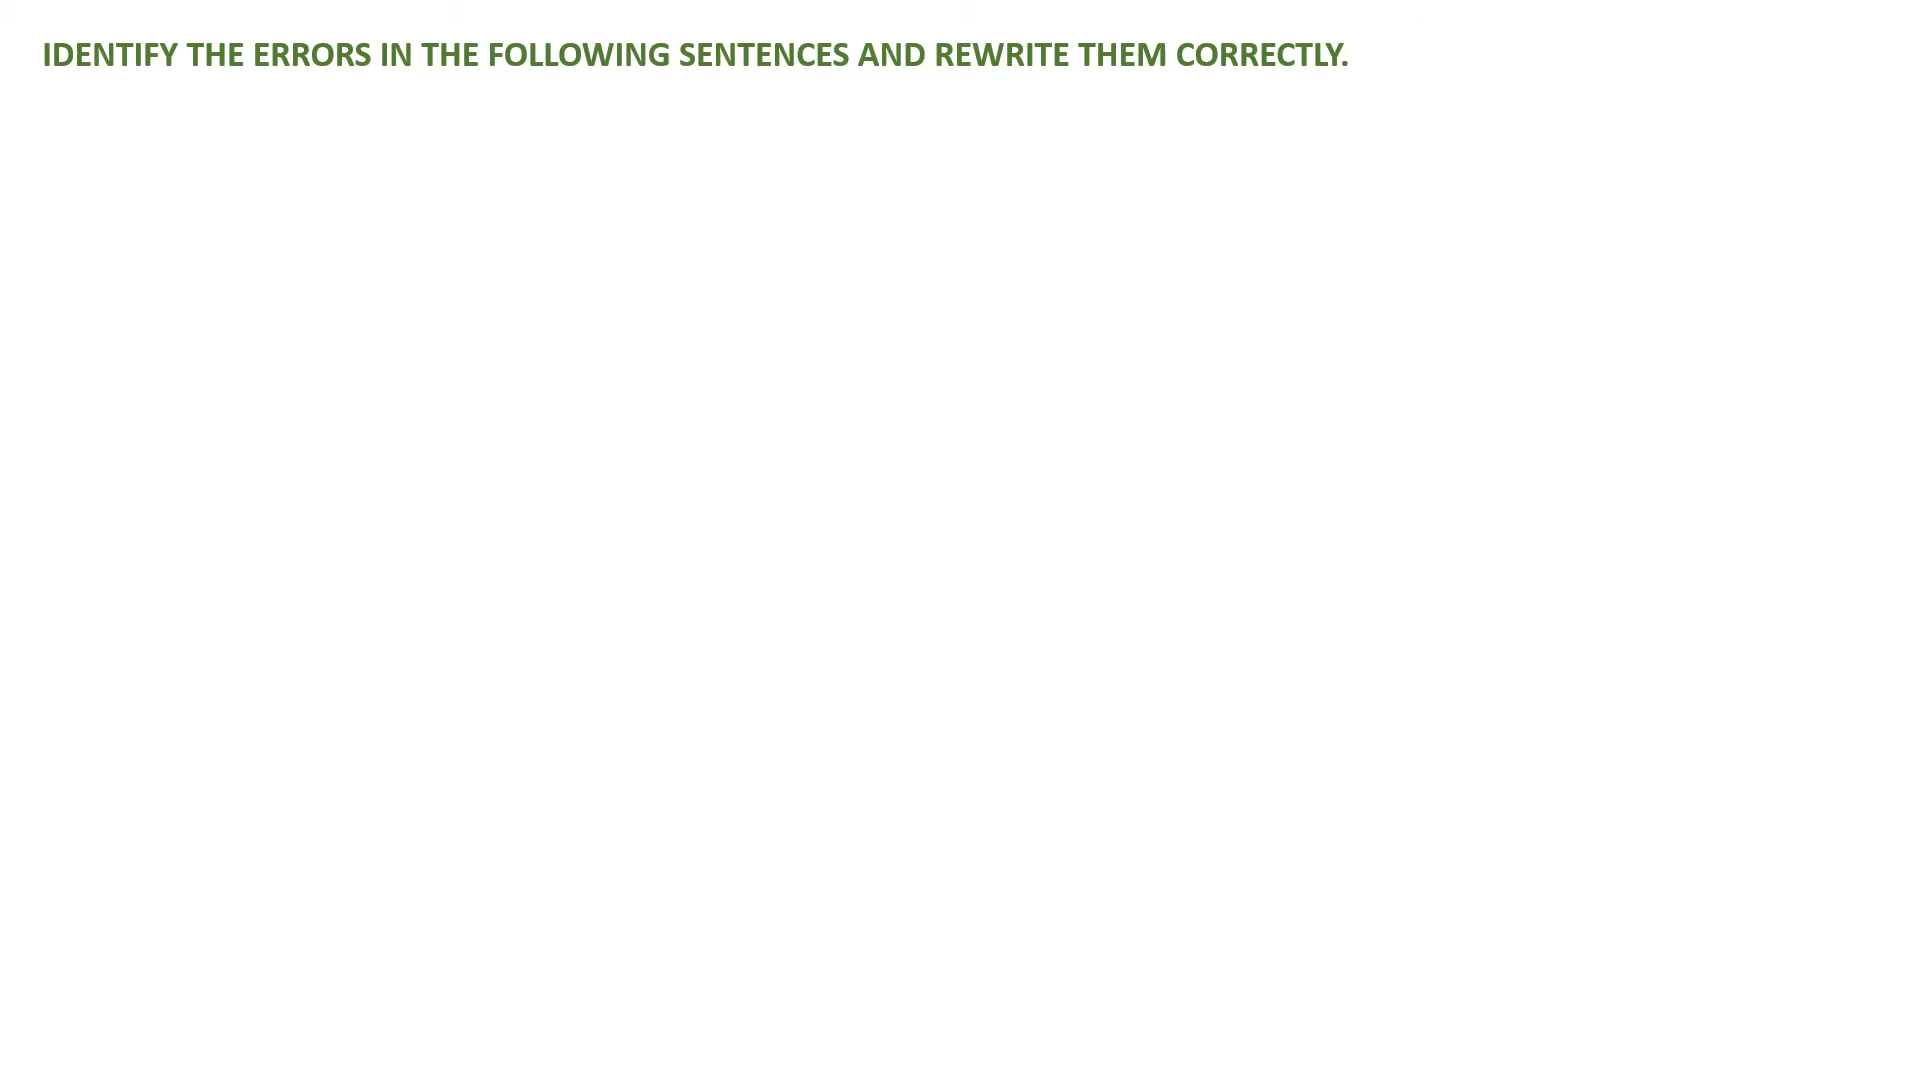 IDENTIFY THE ERRORS IN THE FOLLOWING SENTENCES AND REWRITE THEM CORRECTLY.